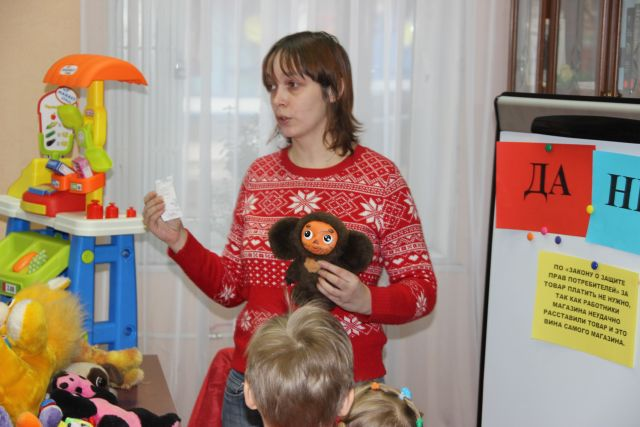 ДА
НЕ
ПО «ЗАКОНУ О ЗАЩИТЕ
ПРАВ ПОТРЕБИТЕЛЕЙ» ЗА
ТОВАР ПЛАТИТЬ НЕ НУЖНО,
ТАК КАК РАБОТНИКИ
МАГАЗИНА НЕУДАЧНО
РАССТАВИЛИ ТОВАР И ЭТО
ВИНА САМОГО МАГАЗИНА.